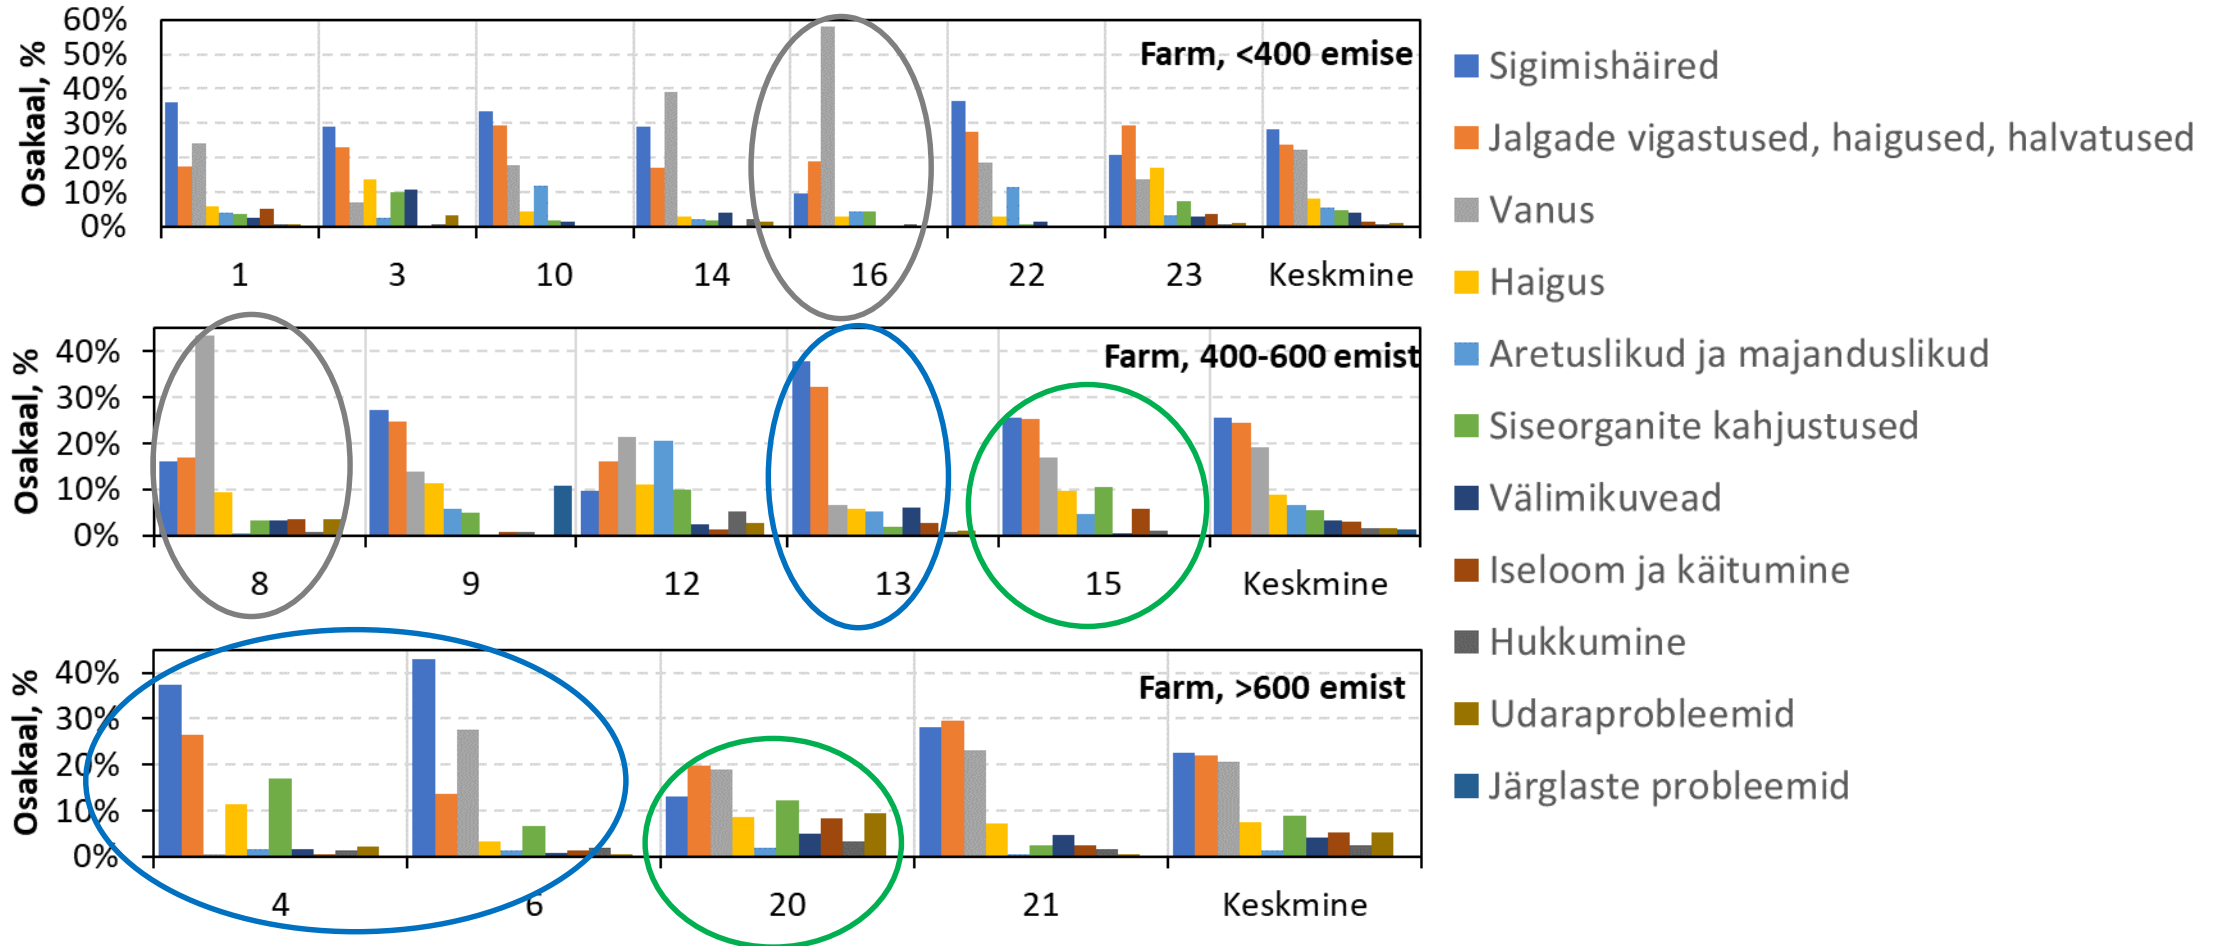 Osakaal, %
60%
50%
40%
30%
20%
10%
0%
Farm, <400 emise
1 3 10 14 16 22 23 Keskmine
Osakaal, %
40%
30%
20%
10%
0%
Farm, 400-600 emist
8 9 12 13 15 Keskmine
Osakaal, %
40%
30%
20%
10%
0%
Farm, >600 emist
4 6 20 21 Keskmine
Sigimishäired
Jalgade vigastused, haigused, halvatused
Vanus
Haigus
Aretuslikud ja majanduslikud
Siseorganite kahjustused
Välimikuvead
Iseloom ja käitumine
Hukkumine
Udaraprobleemid
Järglaste probleemid